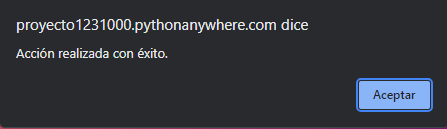 proyecto1231000.pythonanywhere.com dice
Acción realizada con éxito.
Aceptar